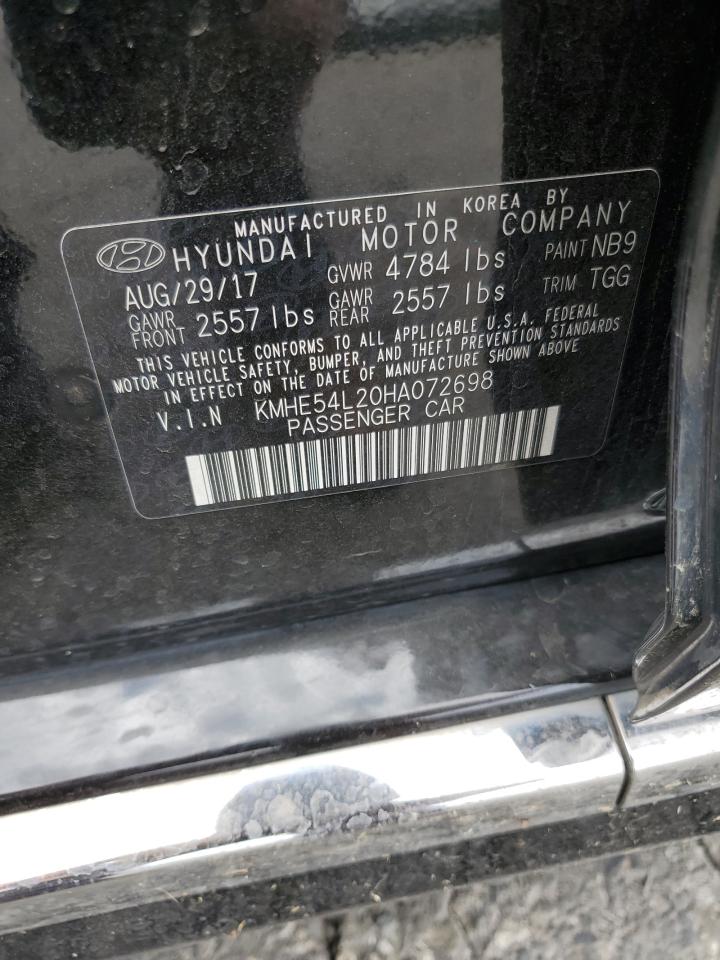 MANUFACTURED IN KOREA BY
HYUNDAI MOTOR COMPANY
AUG/29/17 GVWR 4784 lbs PAINT NB9
GAWR FRONT 2557 lbs GAWR REAR 2557 lbs TRIM TGG
THIS VEHICLE CONFORMS TO ALL APPLICABLE U.S.A. FEDERAL
MOTOR VEHICLE SAFETY, BUMPER, AND THEFT PREVENTION STANDARDS
IN EFFECT ON THE DATE OF MANUFACTURE SHOWN ABOVE
V.I.N KMHE54L20HA072698
PASSENGER CAR